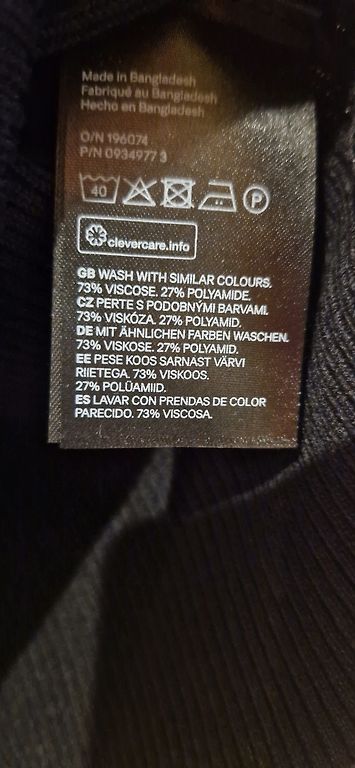 Made in Bangladesh
Fabriqué au Bangladesh
Hecho en Bangladesh
O/N 196074
P/N 0934977 3
40
P
clevercare.info
GB WASH WITH SIMILAR COLOURS.
73% VISCOSE. 27% POLYAMIDE.
CZ PERTE S PODOBNÝMI BARVAMI.
73% VISKÓZA. 27% POLYAMID.
DE MIT ÄHNLICHEN FARBEN WASCHEN.
73% VISKOSE. 27% POLYAMID.
EE PESE KOOS SARNAST VÄRVI
RIIETEGA. 73% VISKOOS.
27% POLÜAMIID.
ES LAVAR CON PRENDAS DE COLOR
PARECIDO. 73% VISCOSA.